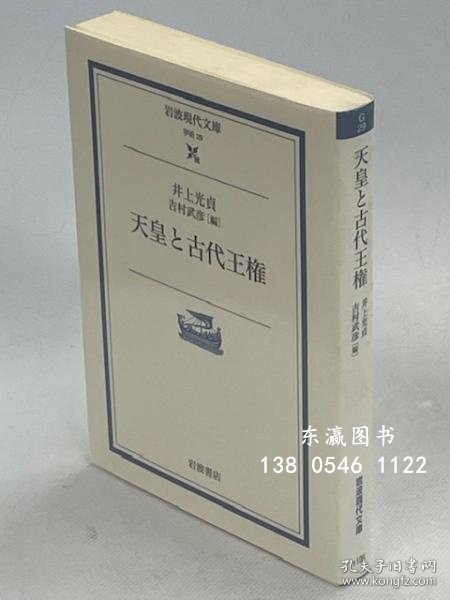 岩波現代文庫
学術 29
井上光貞
吉村武彦[編]
天皇と古代王権
岩波書店
G
29
天皇と古代王権
井上光貞
吉村武彦[編]
岩波現代文庫
东瀛图书
138 0546 1122
孔夫子旧书网
www.kongfz.com